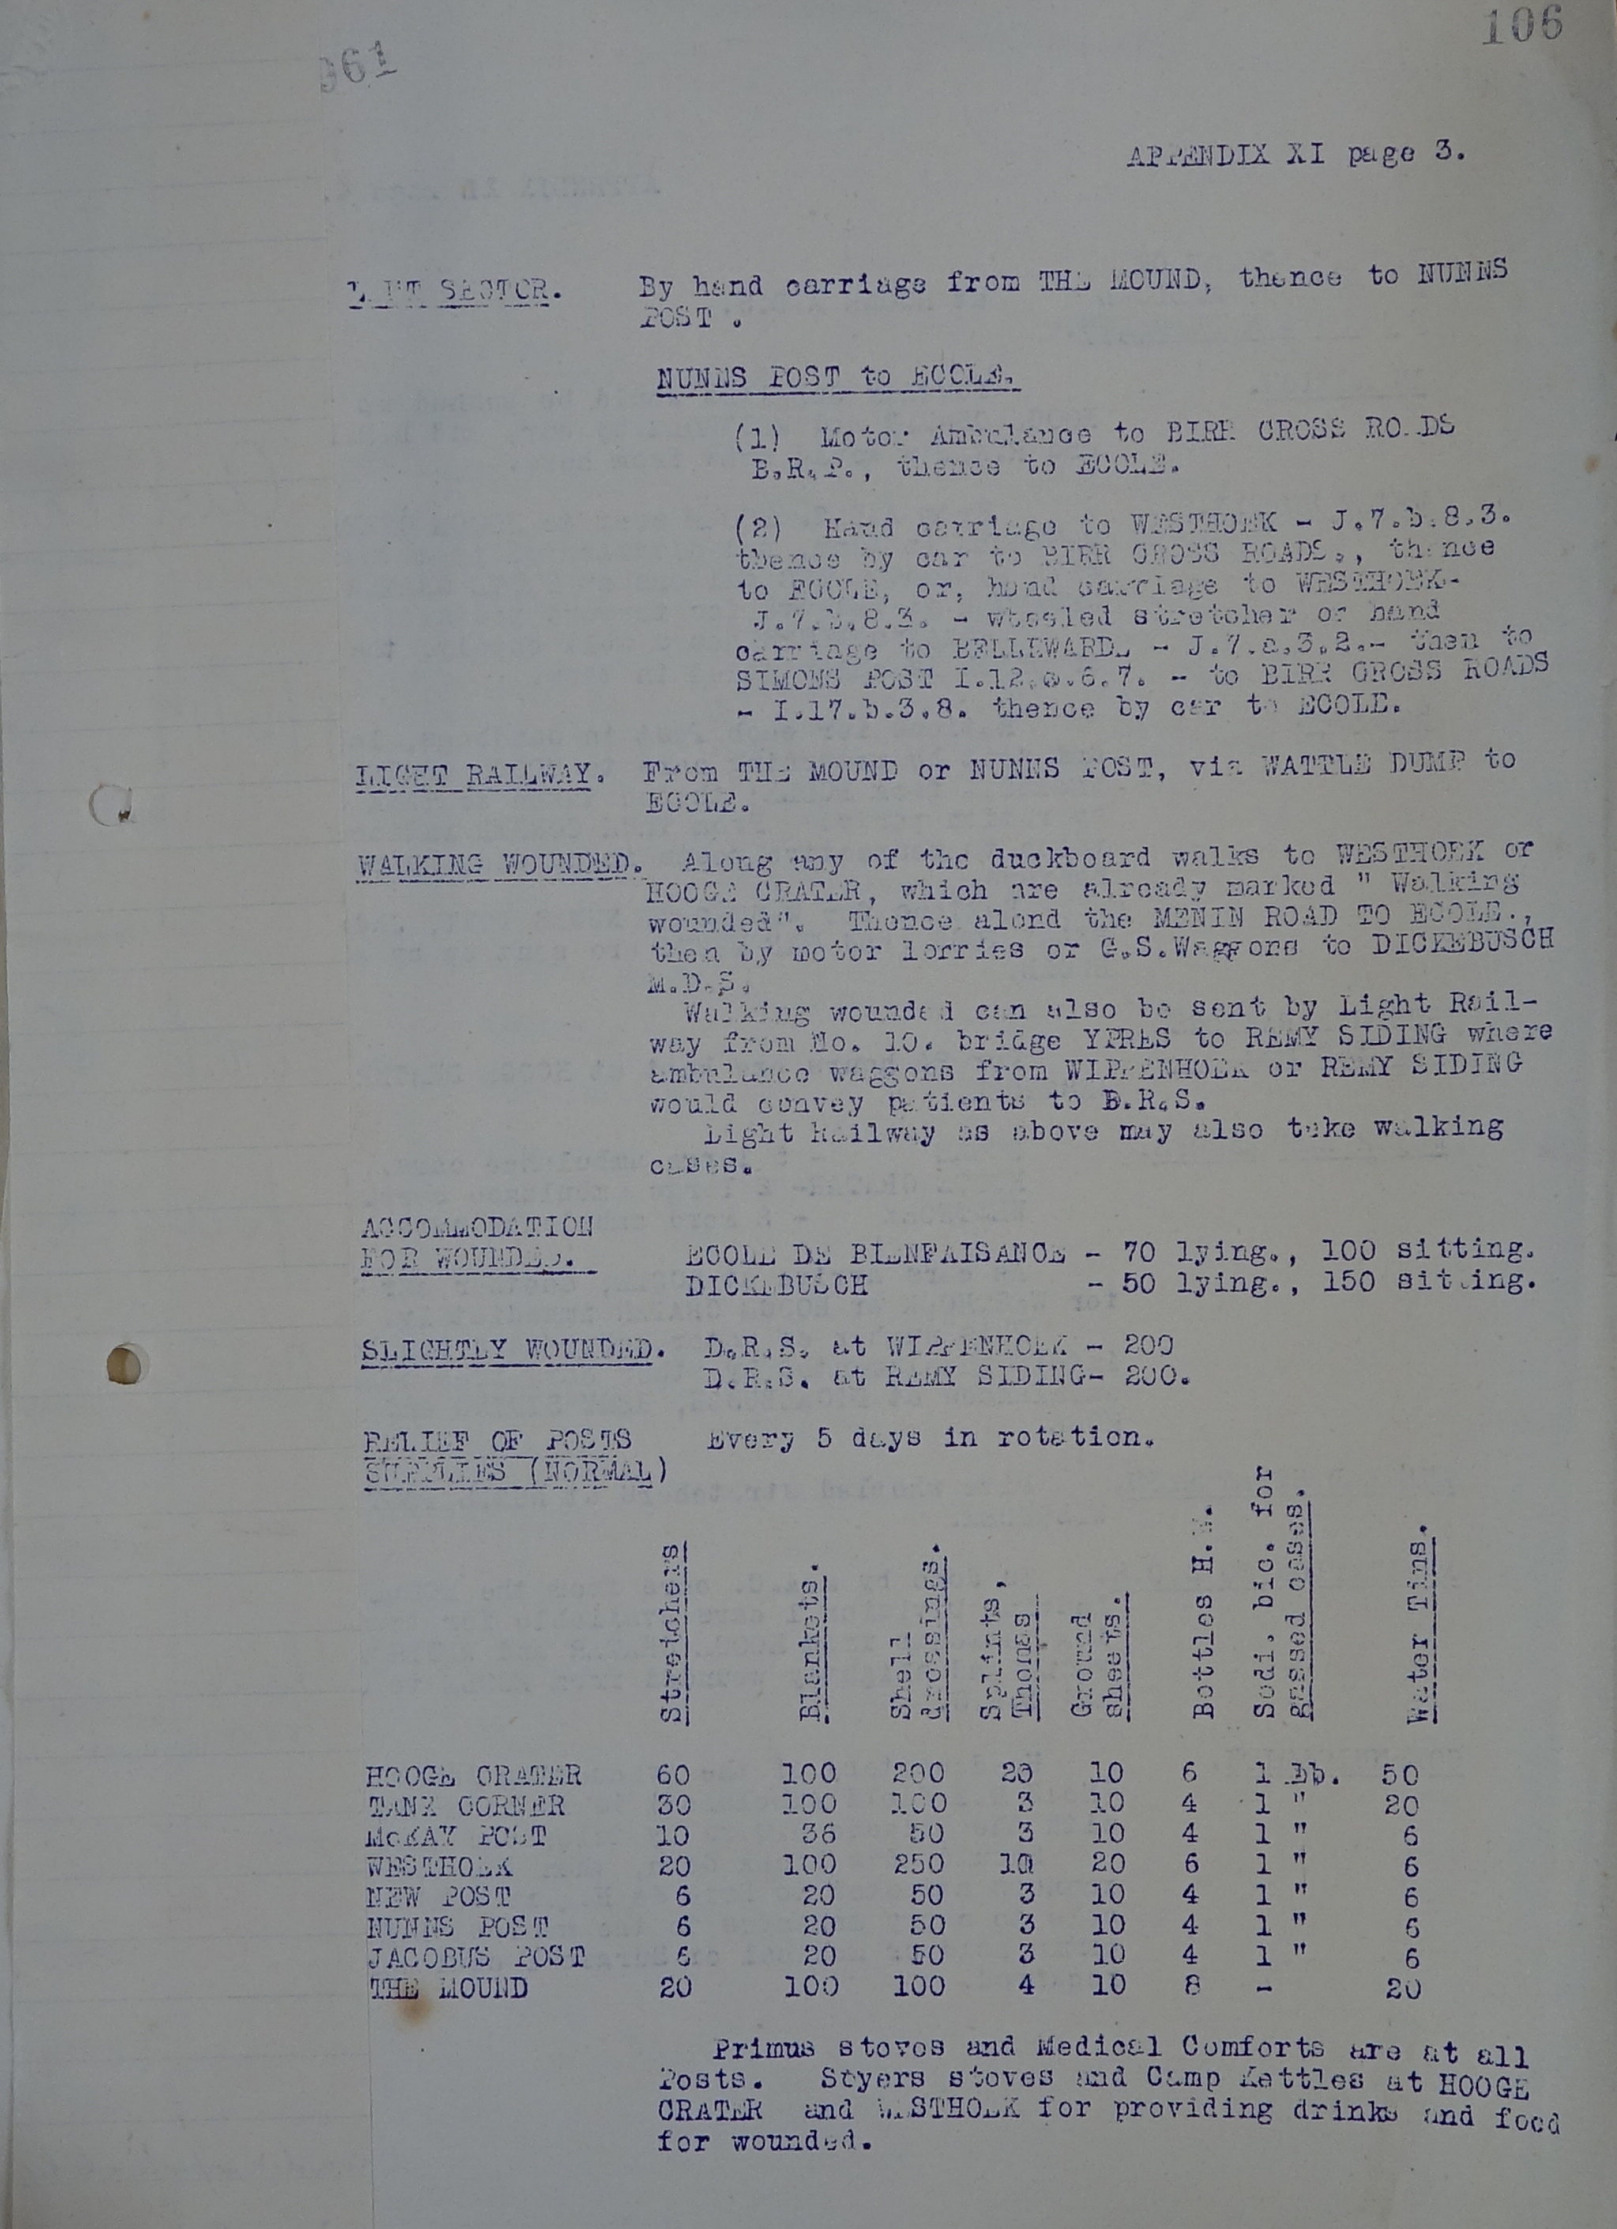 106
961
APPENDIX XI page 3.
LEFT SECTOR. By hand carriage from THE MOUND, thence to NUNNS
POST .
NUNNS POST to ECOLE.
(1) Motor Ambulance to BIRR CROSS ROADS
B.R.P., thence to ECOLE.
(2) Hand carriage to WESTHOEK - J.7.b.8.3.
thence by car to BIRR CROSS ROADS., thence
to ECOLE, or, hand carriage to WESTHOEK-
J.7.b.8.3. - wheeled stretcher or hand
carriage to BELLEWARDE - J.7.a.3.2.- then to
SIMONS POST I.12.a.6.7. - to BIRR CROSS ROADS
- I.17.b.3.8. thence by car to ECOLE.
LIGHT RAILWAY. From THE MOUND or NUNNS POST, via WATTLE DUMP to
ECOLE.
WALKING WOUNDED. Along any of the duckboard walks to WESTHOEK or
HOOGE CRATER, which are already marked " Walking
wounded". Thence alond the MENIN ROAD TO ECOLE.,
then by motor lorries or G.S.Waggons to DICKEBUSCH
M.D.S.
Walking wounded can also be sent by Light Rail-
way from No. 10. bridge YPRES to REMY SIDING where
ambulance waggons from WIPPENHOEK or REMY SIDING
would convey patients to D.R.S.
Light Railway as above may also take walking
cases.
ACCOMMODATION
FOR WOUNDED. ECOLE DE BIENFAISANCE - 70 lying., 100 sitting.
DICKEBUSCH - 50 lying., 150 sitting.
SLIGHTLY WOUNDED. D.R.S. at WIPPENHOEK - 200
D.R.S. at REMY SIDING- 200.
RELIEF OF POSTS Every 5 days in rotation.
SUPPLIES (NORMAL)
Stretchers
Blankets.
Shell
dressings.
Splints,
Thomas
Ground
sheets.
Bottles H.W.
Sodi. bic. for
gassed cases.
Water Tins.
HOOGE CRATER 60 100 200 20 10 6 1 Lb. 50
TANK CORNER 30 100 100 3 10 4 1 " 20
McKAY POST 10 36 50 3 10 4 1 " 6
WESTHOEK 20 100 250 10 20 6 1 " 6
NEW POST 6 20 50 3 10 4 1 " 6
NUNNS POST 6 20 50 3 10 4 1 " 6
JACOBUS POST 6 20 50 3 10 4 1 " 6
THE MOUND 20 100 100 4 10 8 - 20
Primus stoves and Medical Comforts are at all
Posts. Soyers stoves and Camp Kettles at HOOGE
CRATER and WESTHOEK for providing drinks and food
for wounded.